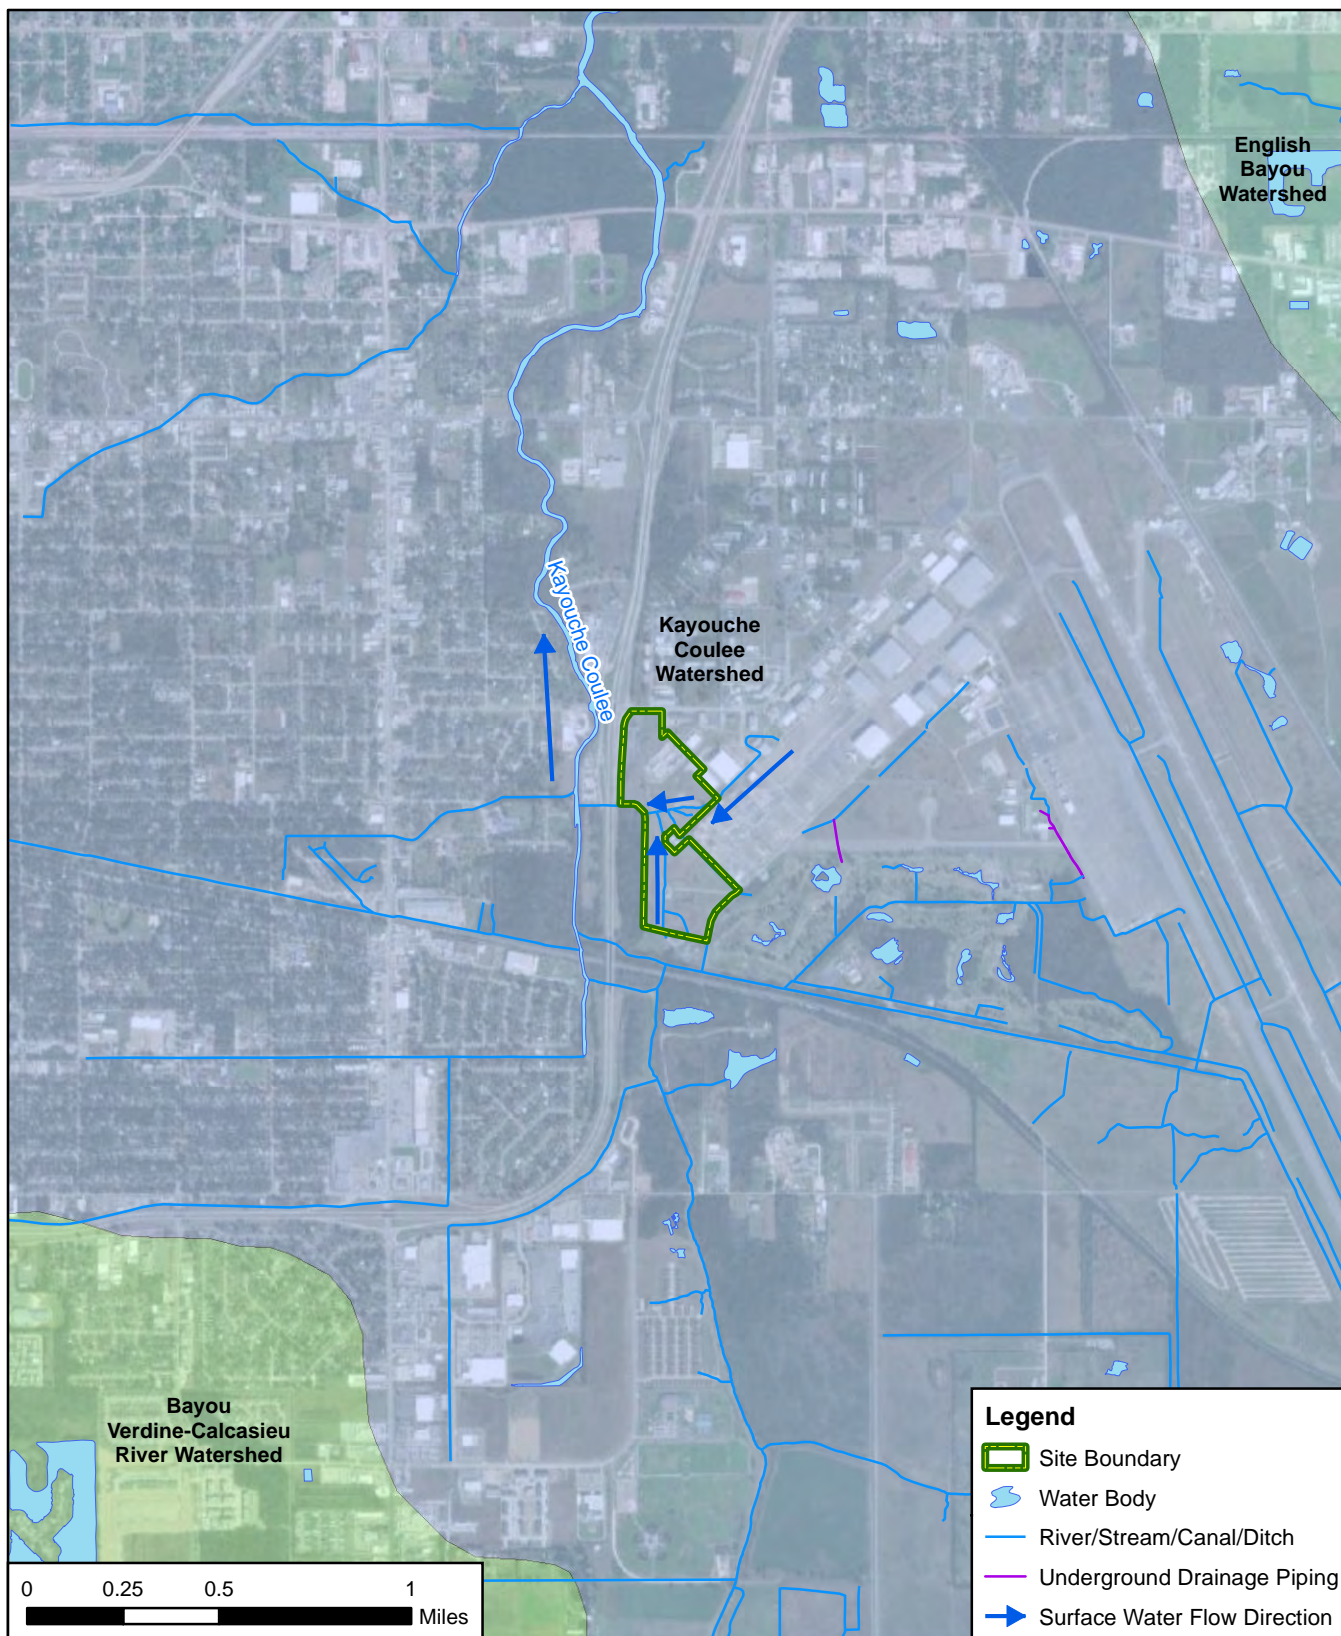 English
Bayou
Watershed
Kayouche Coulee
Kayouche
Coulee
Watershed
Bayou
Verdine-Calcasieu
River Watershed
Legend
Site Boundary
Water Body
River/Stream/Canal/Ditch
Underground Drainage Piping
Surface Water Flow Direction
0 0.25 0.5 1
Miles